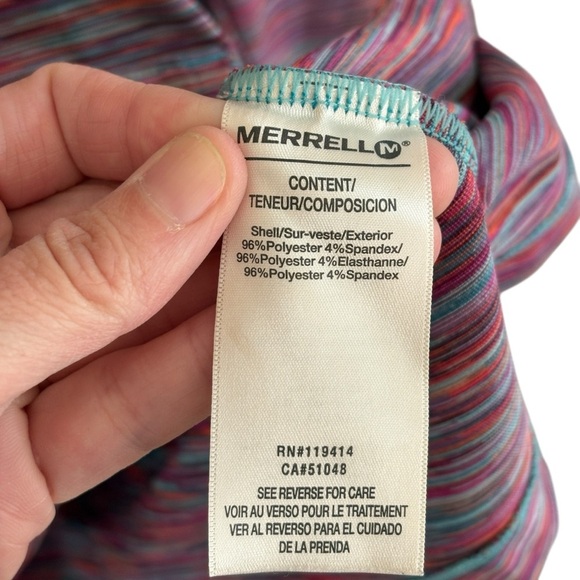 MERRELL M®
CONTENT/
TENEUR/COMPOSICION
Shell/Sur-veste/Exterior
96%Polyester 4%Spandex/
96%Polyester 4%Elasthanne/
96%Polyester 4%Spandex
RN#119414
CA#51048
SEE REVERSE FOR CARE
VOIR AU VERSO POUR LE TRAITEMENT
VER AL REVERSO PARA EL CUIDADO
DE LA PRENDA